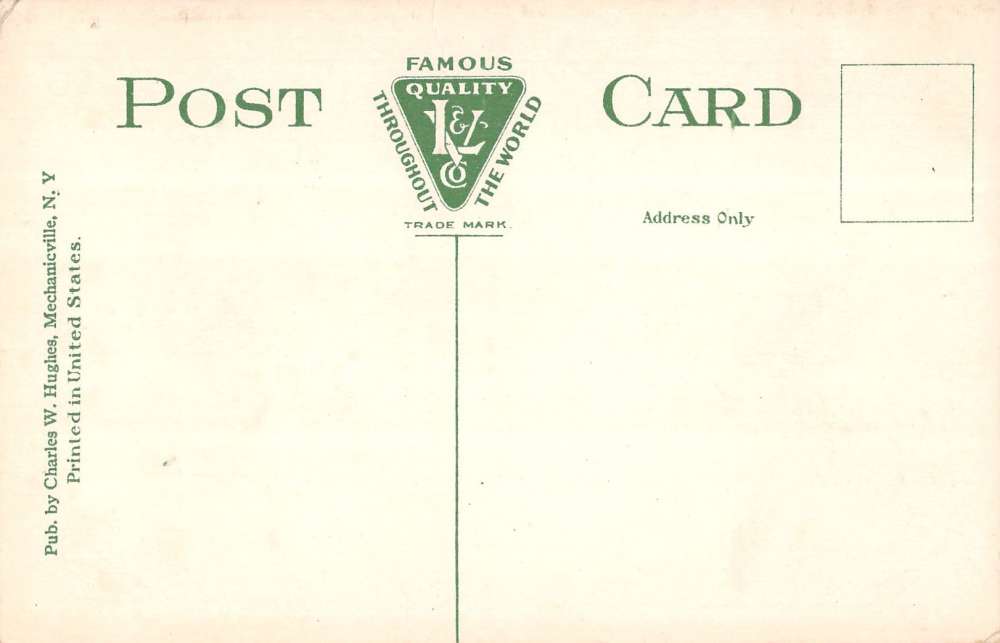 POST CARD
FAMOUS
QUALITY
THROUGHOUT
THE WORLD
K & Z
CO
TRADE MARK.
Address Only
Pub. by Charles W. Hughes, Mechanicville, N, Y
Printed in United States.